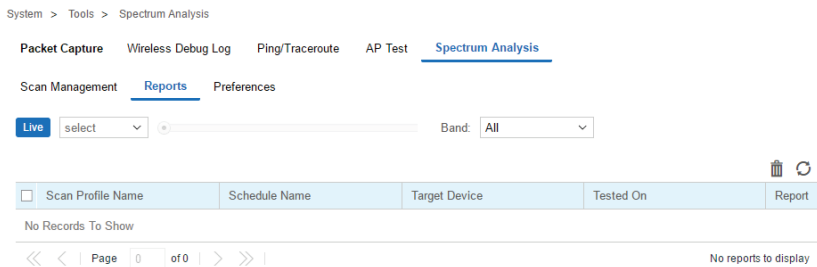 System > Tools > Spectrum Analysis
Packet Capture Wireless Debug Log Ping/Traceroute AP Test Spectrum Analysis
Scan Management Reports Preferences
Live select Band: All
Scan Profile Name Schedule Name Target Device Tested On Report
No Records To Show
Page 0 of 0 No reports to display